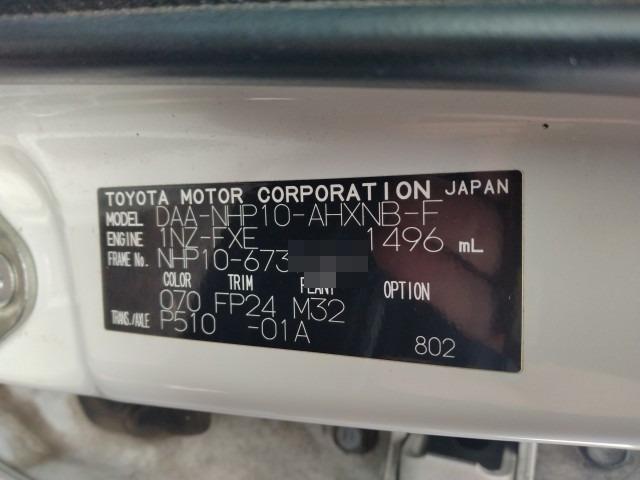 TOYOTA MOTOR CORPORATION JAPAN
MODEL DAA-NHP10-AHXNB-F
ENGINE 1NZ-FXE 1496 mL
FRAME No. NHP10-673
COLOR TRIM PLANT OPTION
070 FP24 M32
TRANS./AXLE P510 -01A
802